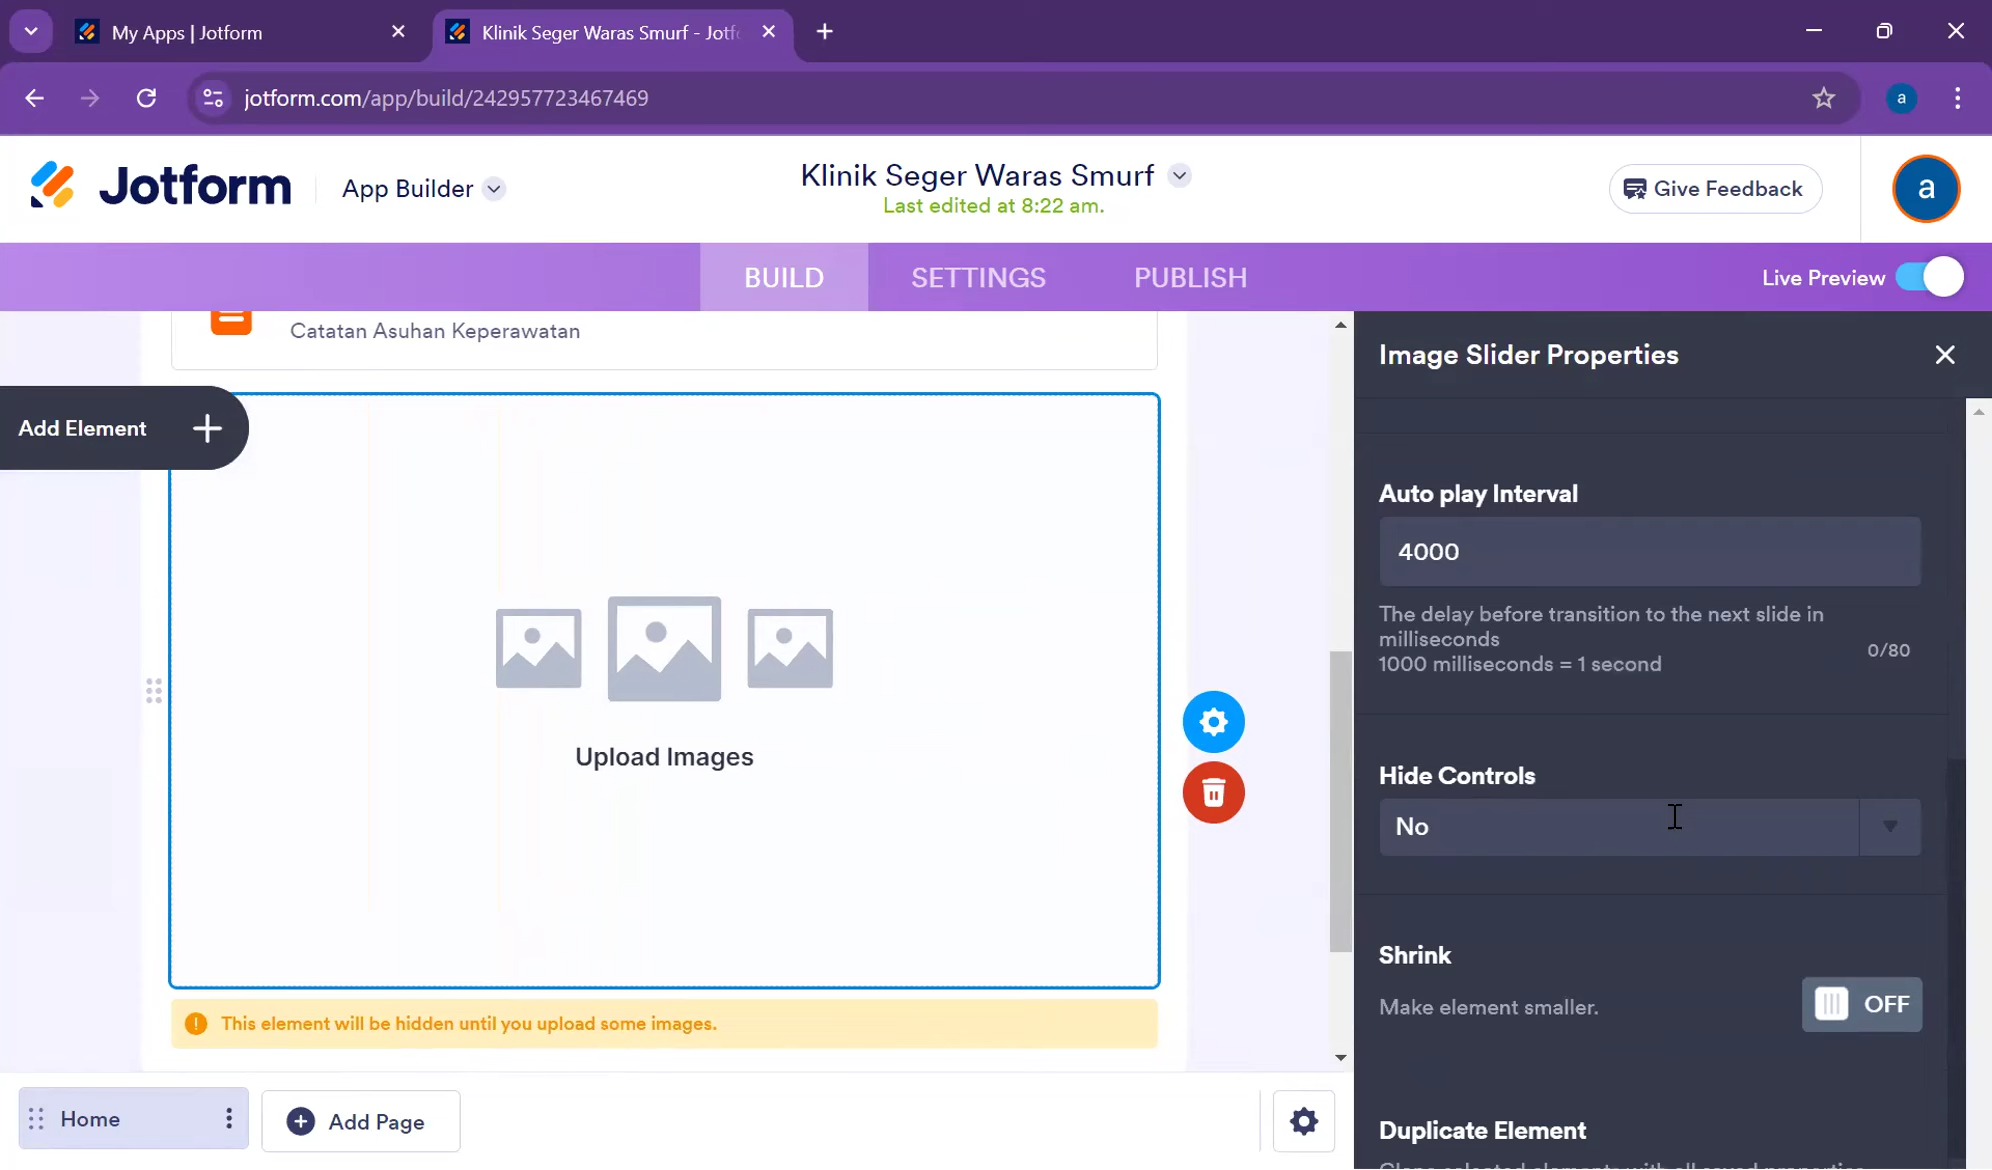 My Apps | Jotform
Klinik Seger Waras Smurf - Jotf
jotform.com/app/build/242957723467469
a
Jotform
App Builder
Klinik Seger Waras Smurf
Last edited at 8:22 am.
Give Feedback
a
BUILD
SETTINGS
PUBLISH
Live Preview
Catatan Asuhan Keperawatan
Add Element
Upload Images
This element will be hidden until you upload some images.
Home
Add Page
Image Slider Properties
Auto play Interval
4000
The delay before transition to the next slide in
milliseconds
1000 milliseconds = 1 second
0/80
Hide Controls
No
Shrink
Make element smaller.
OFF
Duplicate Element